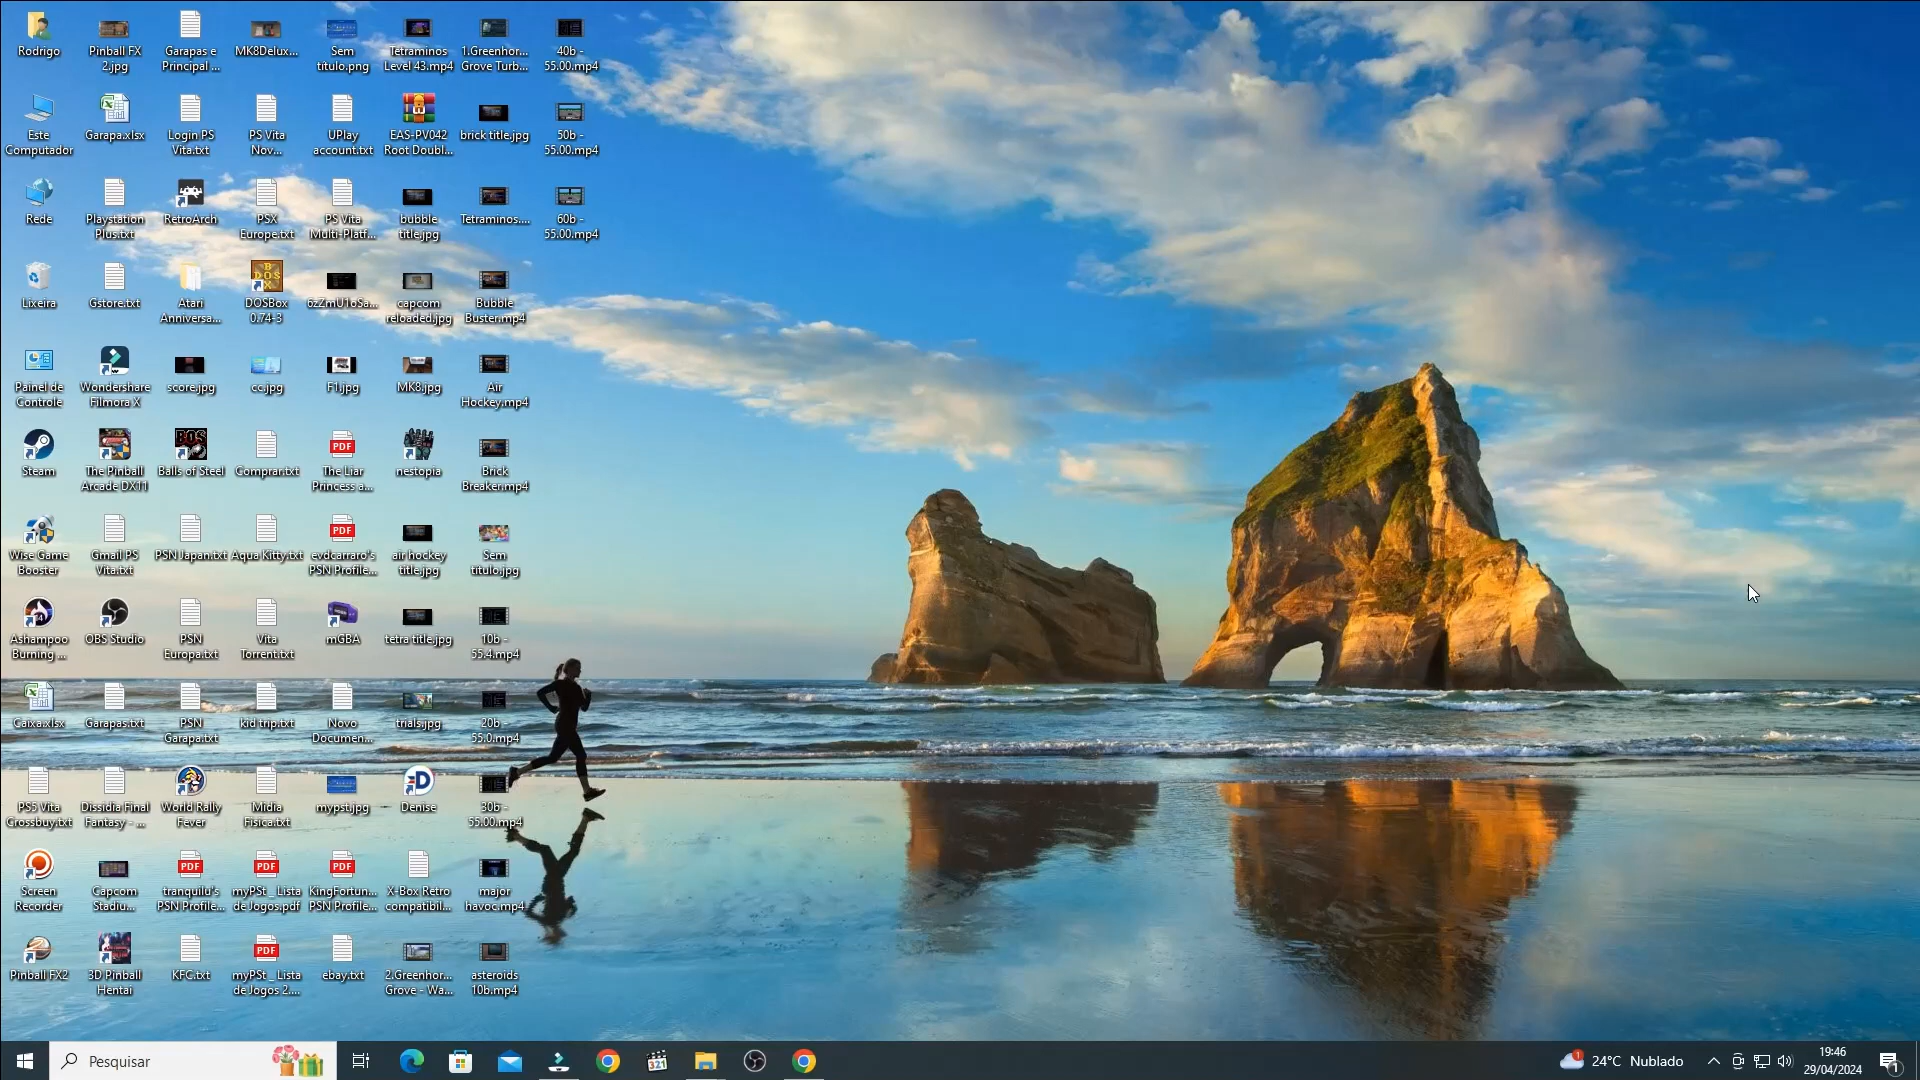 Rodrigo
Pinball FX
2.jpg
Garapas e
Principal ...
MK8Delux...
Sem
título.png
Tetraminos
Level 43.mp4
1.Greenhor...
Grove Turb...
40b -
55.00.mp4
Este
Computador
Garapa.xlsx
Login PS
Vita.txt
PS Vita
Nov...
UPlay
account.txt
EAS-PV042
Root Doubl...
brick title.jpg
50b -
55.00.mp4
Rede
Playstation
Plus.txt
RetroArch
PSX
Europe.txt
PS Vita
Multi-Platf...
bubble
title.jpg
Tetraminos....
60b -
55.00.mp4
Lixeira
Gstore.txt
Atari
Anniversa...
DOSBox
0.74-3
capcom
reloaded.jpg
Bubble
Buster.mp4
Painel de
Controle
Wondershare
Filmora X
score.jpg
cc.jpg
F1.jpg
MK8.jpg
Air
Hockey.mp4
Steam
The Pinball
Arcade DX11
Balls of Steel
Comprar.txt
The Liar
Princess a...
nestopia
Brick
Breaker.mp4
Wise Game
Booster
Gmail PS
Vita.txt
PSN Japan.txt
Aqua Kitty.txt
evdcarraro's
PSN Profile...
air hockey
title.jpg
Sem
título.jpg
Ashampoo
Burning ...
OBS Studio
PSN
Europa.txt
Vita
Torrent.txt
mGBA
tetra title.jpg
10b -
55.4.mp4
Caixa.xlsx
Garapas.txt
PSN
Garapa.txt
kid trip.txt
Novo
Documen...
trials.jpg
20b -
55.0.mp4
PS5 Vita
Crossbuy.txt
Dissidia Final
Fantasy - ...
World Rally
Fever
Midia
Fisica.txt
mypst.jpg
Denise
30b -
55.00.mp4
Screen
Recorder
Capcom
Stadiu...
tranquilu's
PSN Profile...
myPSt_ Lista
de Jogos.pdf
KingFortun...
PSN Profile...
X-Box Retro
compatibil...
major
havoc.mp4
Pinball FX2
3D Pinball
Hentai
KFC.txt
myPSt_ Lista
de Jogos 2....
ebay.txt
2.Greenhor...
Grove - Wa...
asteroids
10b.mp4
Pesquisar
24°C Nublado
19:46
29/04/2024